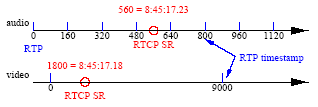 560 = 8:45:17.23
audio
0 160 320 480 640 800 960 1120
RTP
RTCP SR
1800 = 8:45;17.18
RTP timestamp
video
0 9000
RTCP SR